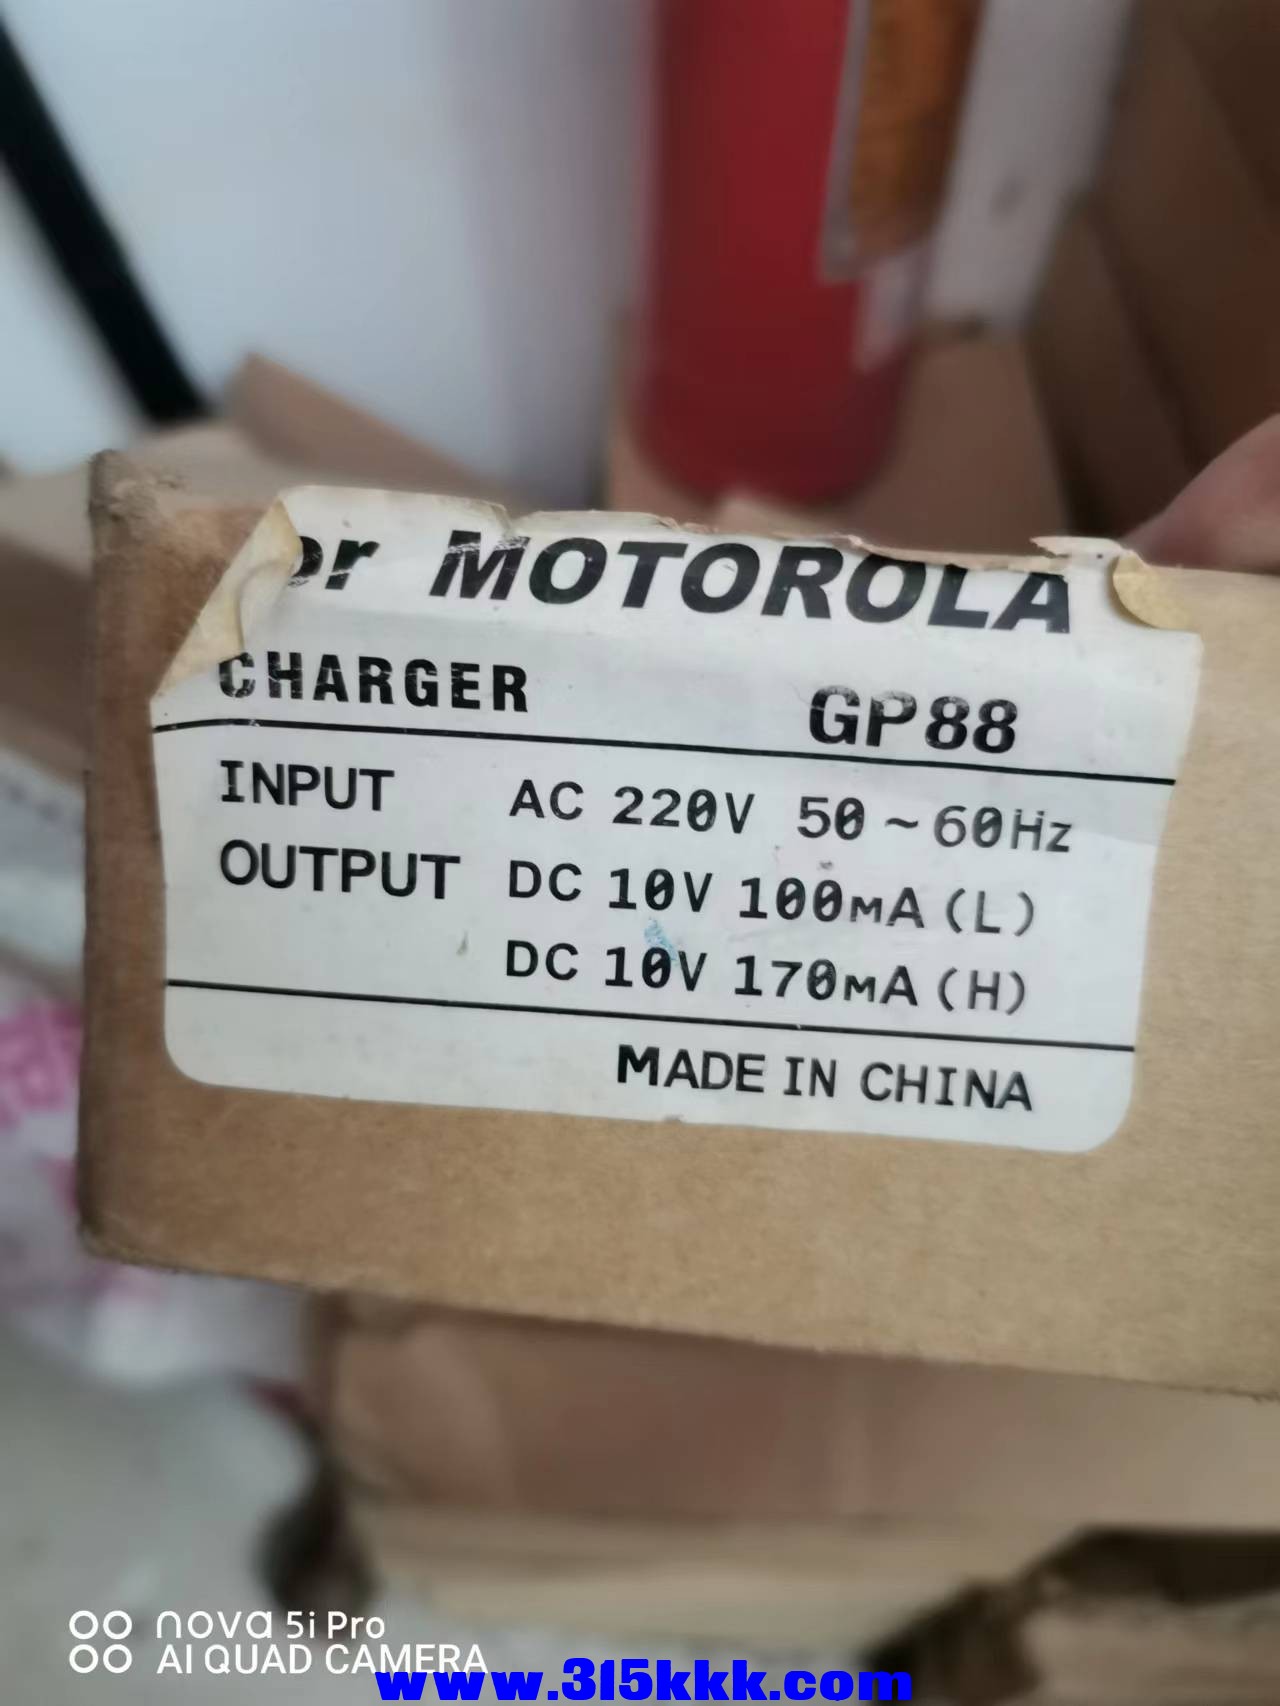 or MOTOROLA
CHARGER GP88
INPUT AC 220V 50~60Hz
OUTPUT DC 10V 100mA (L)
DC 10V 170mA (H)
MADE IN CHINA
nova 5i Pro
AI QUAD CAMERA
www.315kkk.com